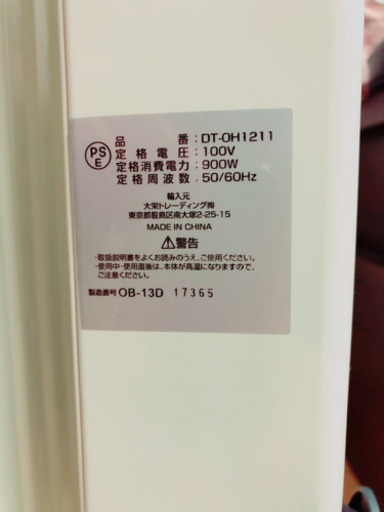 PS
E
品 番:DT-OH1211
定格電圧:100V
定格消費電力:900W
定格周波数:50/60Hz
輸入元
大栄トレーディング㈱
東京都豊島区南大塚2-25-15
MADE IN CHINA
⚠警告
・取扱説明書をよくお読みのうえ、ご使用ください。
・使用中・使用直後は、本体が高温になりますので、
ご注意ください。
製造番号 OB-13D 17365